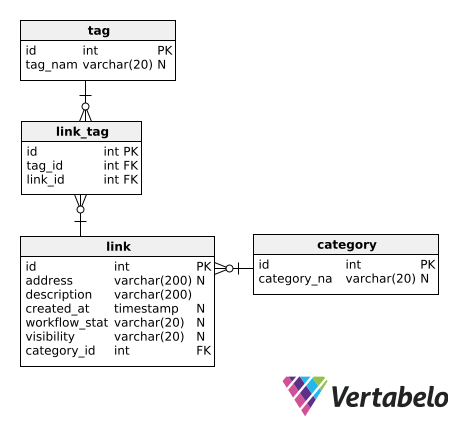 tag
id int PK
tag_nam varchar(20) N
link_tag
id int PK
tag_id int FK
link_id int FK
link
id int PK
address varchar(200) N
description varchar(200)
created_at timestamp N
workflow_stat varchar(20) N
visibility varchar(20) N
category_id int FK
category
id int PK
category_na varchar(20) N
Vertabelo